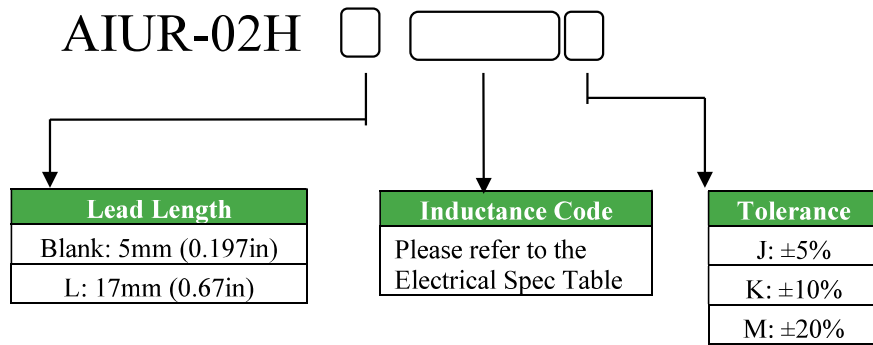 AIUR-02H
Lead Length
Blank: 5mm (0.197in)
L: 17mm (0.67in)
Inductance Code
Please refer to the
Electrical Spec Table
Tolerance
J: ±5%
K: ±10%
M: ±20%